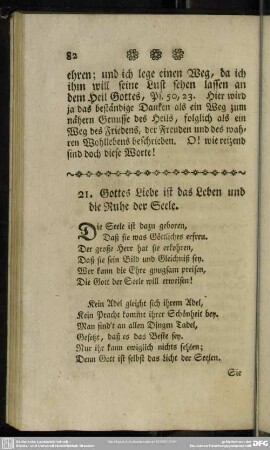 82
ehren; und ich lege einen Weg, da ich
ihm will seine Lust sehen lassen an
dem Heil Gottes, Ps. 50, 23. Hier wird
ja das beständige Danken als ein Weg zum
nähern Genusse des Heils, folglich als ein
Weg des Friedens, der Freuden und des wah-
ren Wohllebens beschrieben. O! wie reizend
sind doch diese Worte!
21. Gottes Liebe ist das Leben und
die Ruhe der Seele.
Die Seele ist dazu geboren,
Daß sie was Göttliches erfreu.
Der große Herr hat sie erkohren,
Daß sie sein Bild und Gleichniß sey.
Wer kann die Ehre gnugsam preisen,
Die Gott der Seele will erweisen!
Kein Adel gleicht sich ihrem Adel,
Kein Pracht kommt ihrer Schönheit bey.
Man find't an allen Dingen Tadel,
Gesetzt, daß es das Beste sey.
Nur ihr kann ewiglich nichts fehlen;
Denn Gott ist selbst das Licht der Seelen.
Sie